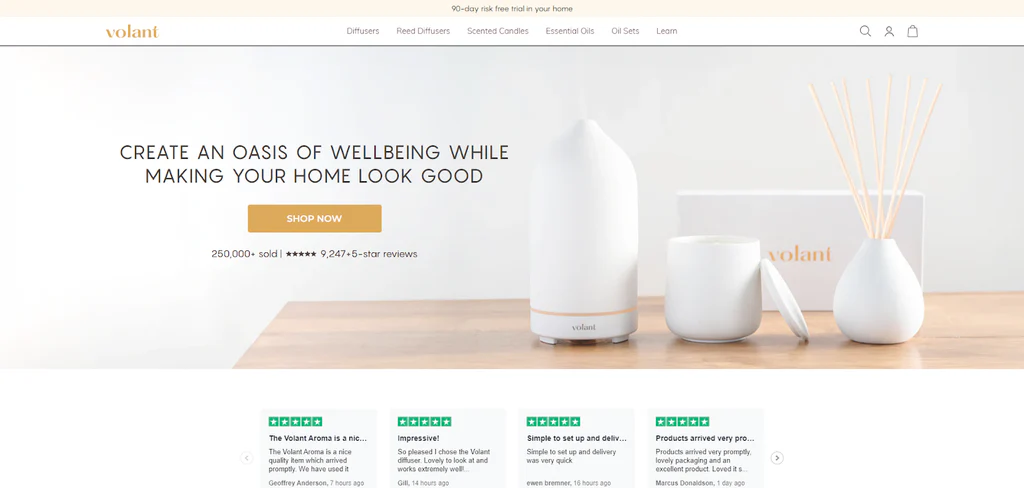 90-day risk free trial in your home
volant
Diffusers
Reed Diffusers
Scented Candles
Essential Oils
Oil Sets
Learn
CREATE AN OASIS OF WELLBEING WHILE
MAKING YOUR HOME LOOK GOOD
SHOP NOW
250,000+ sold | ★★★★★ 9,247+5-star reviews
volant
volant
The Volant Aroma is a nic...
The Volant Aroma is a nice
quality item which arrived
promptly. We have used it
Geoffrey Anderson, 7 hours ago
Impressive!
So pleased I chose the Volant
diffuser. Lovely to look at and
works extremely well!...
Gill, 14 hours ago
Simple to set up and deliv...
Simple to set up and delivery
was very quick
ewen bremner, 16 hours ago
Products arrived very pro...
Products arrived very promptly,
lovely packaging and an
excellent product. Loved it s...
Marcus Donaldson, 1 day ago